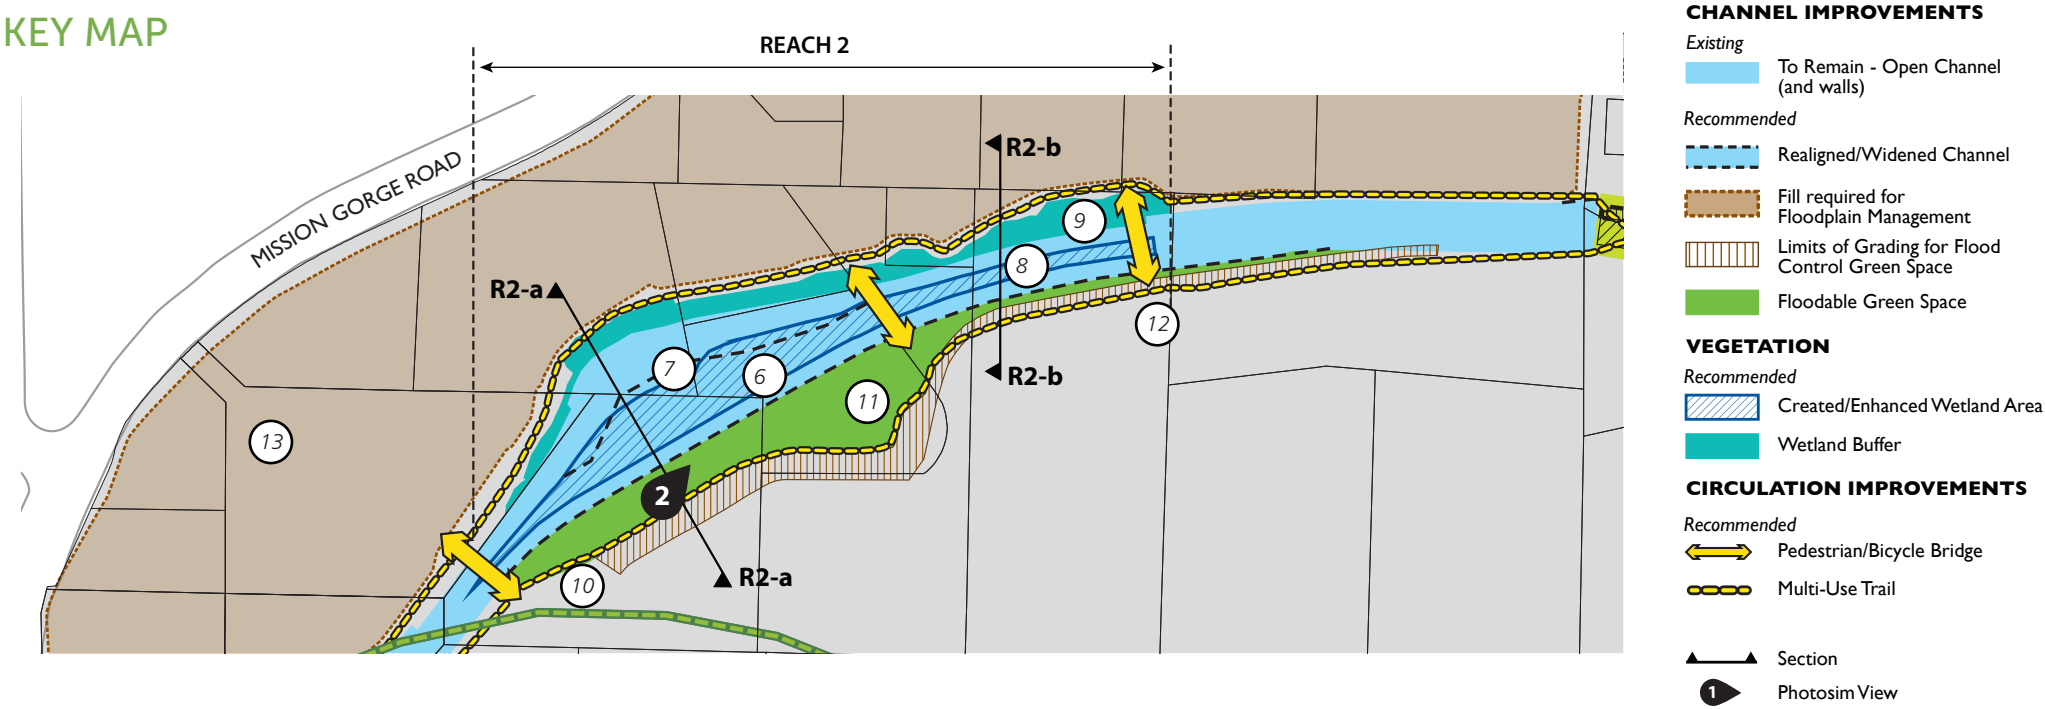 KEY MAP
REACH 2
MISSION GORGE ROAD
R2-b
9
8
R2-a
12
7
6
R2-b
11
13
2
R2-a
10
CHANNEL IMPROVEMENTS
Existing
To Remain - Open Channel
(and walls)
Recommended
Realigned/Widened Channel
Fill required for
Floodplain Management
Limits of Grading for Flood
Control Green Space
Floodable Green Space
VEGETATION
Recommended
Created/Enhanced Wetland Area
Wetland Buffer
CIRCULATION IMPROVEMENTS
Recommended
Pedestrian/Bicycle Bridge
Multi-Use Trail
Section
1
Photosim View